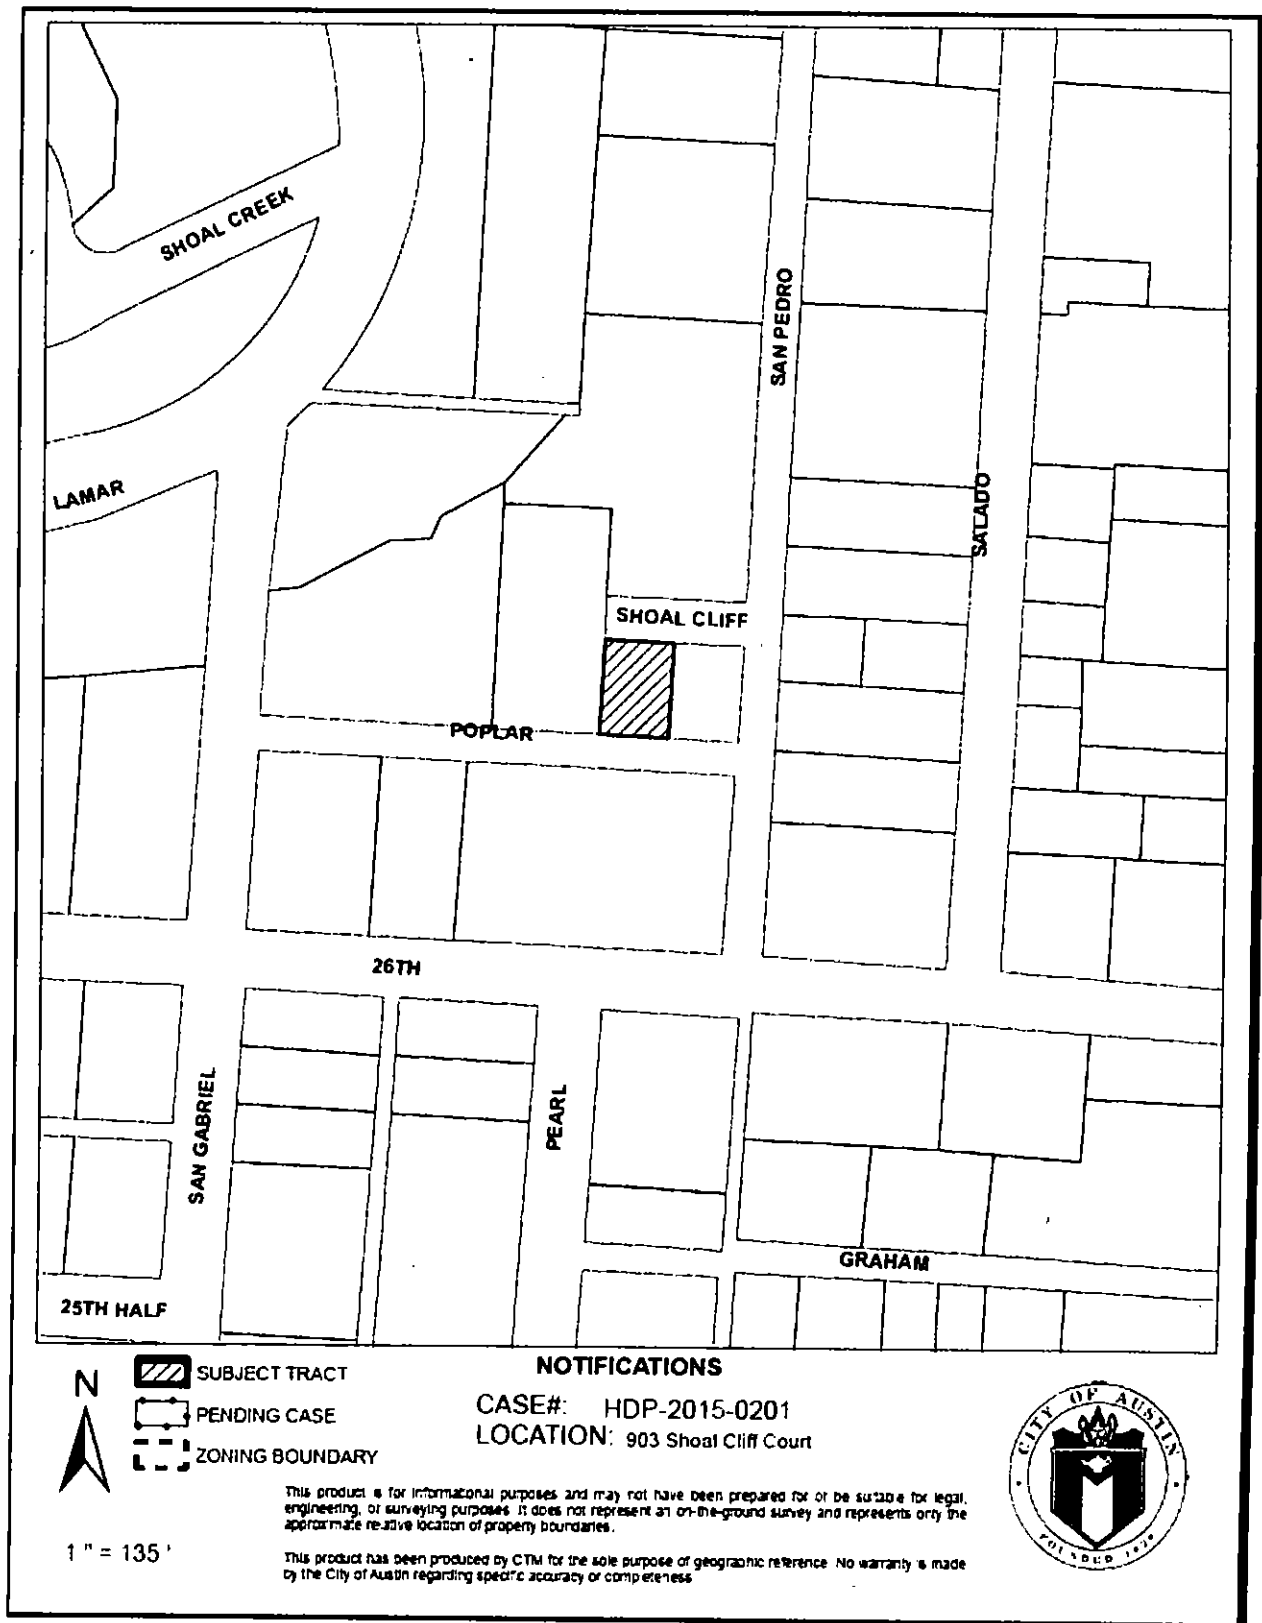 SHOAL CREEK
SAN PEDRO
LAMAR
SALADO
SHOAL CLIFF
POPLAR
26TH
SAN GABRIEL
PEARL
GRAHAM
25TH HALF
N
SUBJECT TRACT
PENDING CASE
ZONING BOUNDARY
1" = 135'
NOTIFICATIONS
CASE#: HDP-2015-0201
LOCATION: 903 Shoal Cliff Court
This product is for informational purposes and may not have been prepared for or be suitable for legal,
engineering, or surveying purposes. It does not represent an on-the-ground survey and represents only the
approximate relative location of property boundaries.
This product has been produced by CTM for the sole purpose of geographic reference. No warranty is made
by the City of Austin regarding specific accuracy or completeness.
CITY OF AUSTIN
FOUNDED 1839